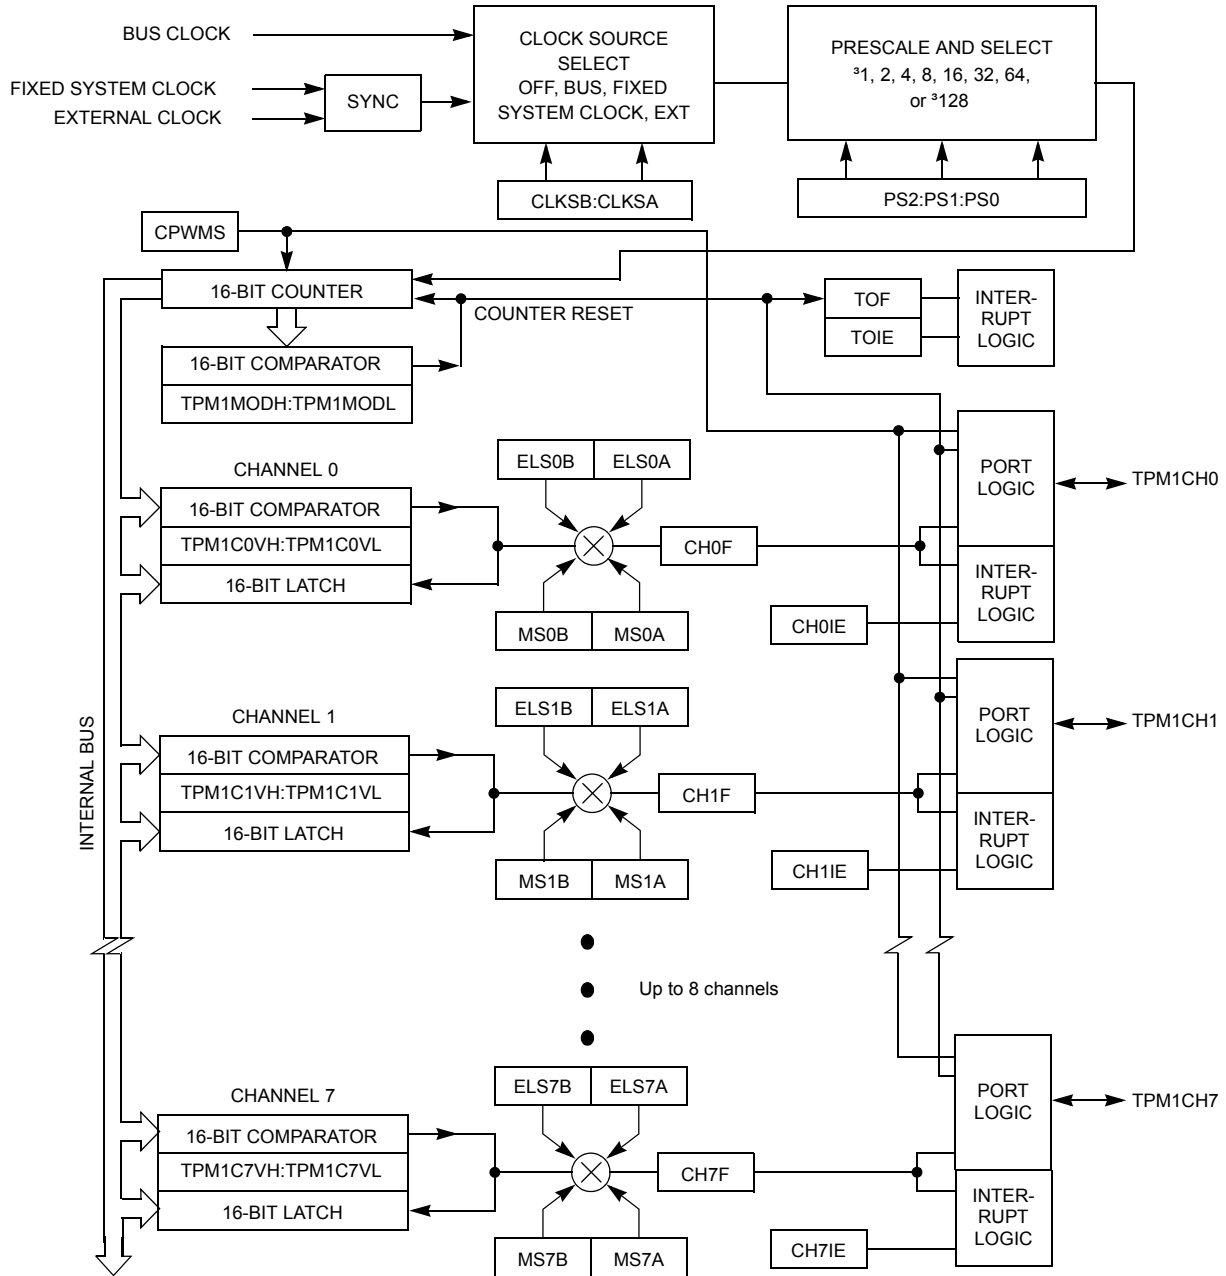 BUS CLOCK
FIXED SYSTEM CLOCK
EXTERNAL CLOCK
SYNC
CLOCK SOURCE
SELECT
OFF, BUS, FIXED
SYSTEM CLOCK, EXT
PRESCALE AND SELECT
³1, 2, 4, 8, 16, 32, 64,
or ³128
CLKSB:CLKSA
PS2:PS1:PS0
CPWMS
16-BIT COUNTER
COUNTER RESET
TOF
TOIE
INTER-
RUPT
LOGIC
16-BIT COMPARATOR
TPM1MODH:TPM1MODL
CHANNEL 0
16-BIT COMPARATOR
TPM1C0VH:TPM1C0VL
16-BIT LATCH
ELS0B
ELS0A
MS0B
MS0A
CH0F
CH0IE
PORT
LOGIC
INTER-
RUPT
LOGIC
TPM1CH0
INTERNAL BUS
CHANNEL 1
16-BIT COMPARATOR
TPM1C1VH:TPM1C1VL
16-BIT LATCH
ELS1B
ELS1A
MS1B
MS1A
CH1F
CH1IE
PORT
LOGIC
INTER-
RUPT
LOGIC
TPM1CH1
Up to 8 channels
CHANNEL 7
16-BIT COMPARATOR
TPM1C7VH:TPM1C7VL
16-BIT LATCH
ELS7B
ELS7A
MS7B
MS7A
CH7F
CH7IE
PORT
LOGIC
INTER-
RUPT
LOGIC
TPM1CH7